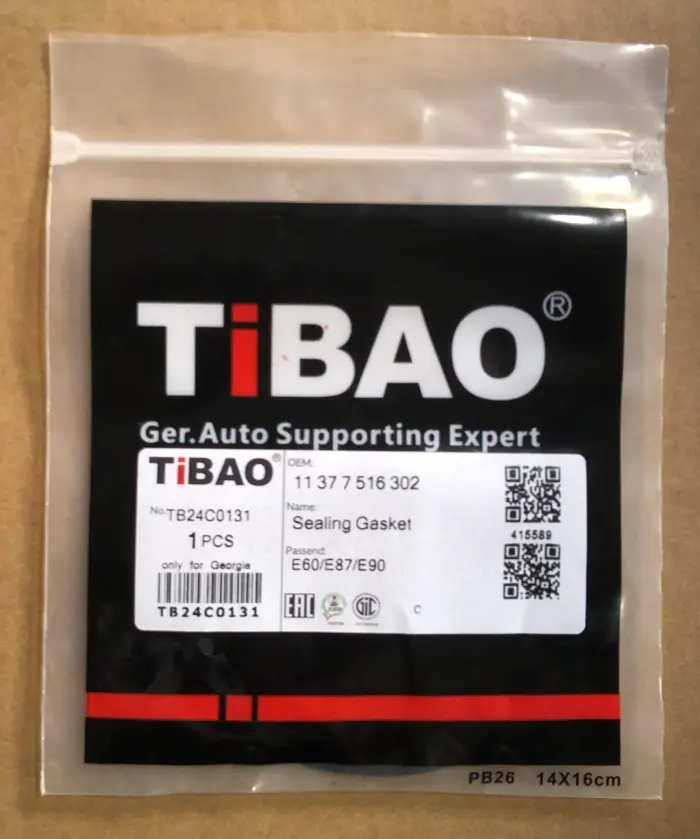 TiBAO®
Ger.Auto Supporting Expert
TiBAO®
No. TB24C0131
1 PCS
only for Georgia
TB24C0131
OEM:
11 37 7 516 302
Name:
Sealing Gasket
Passend:
E60/E87/E90
EAC
GiC
C
415589
PB26 14X16cm